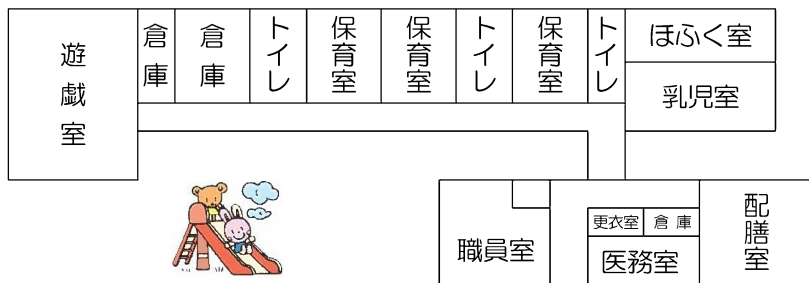 遊戯室
倉庫
倉庫
トイレ
保育室
保育室
トイレ
保育室
トイレ
ほふく室
乳児室
職員室
更衣室
倉庫
医務室
配膳室